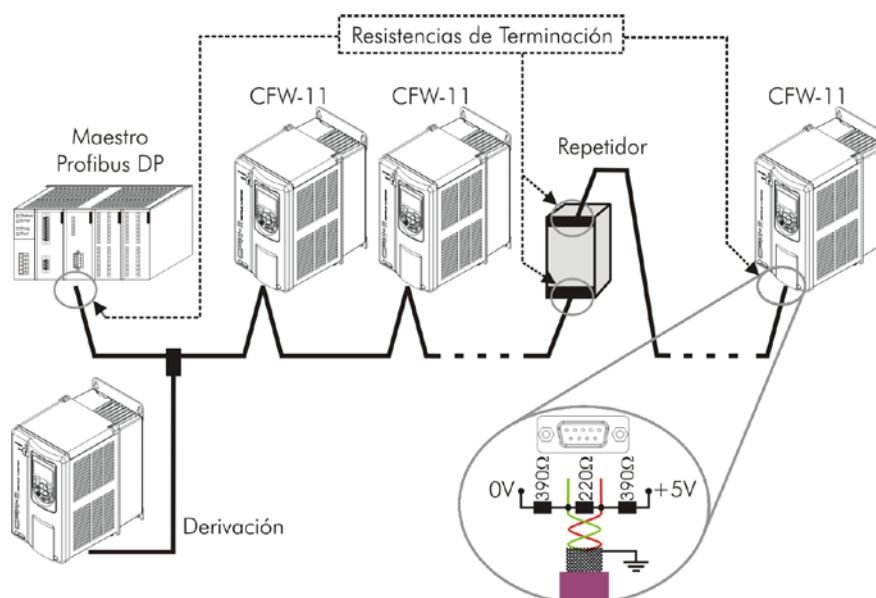 Resistencias de Terminación
CFW-11
CFW-11
CFW-11
Maestro
Profibus DP
Repetidor
Derivación
0V
390Ω
220Ω
390Ω
+5V